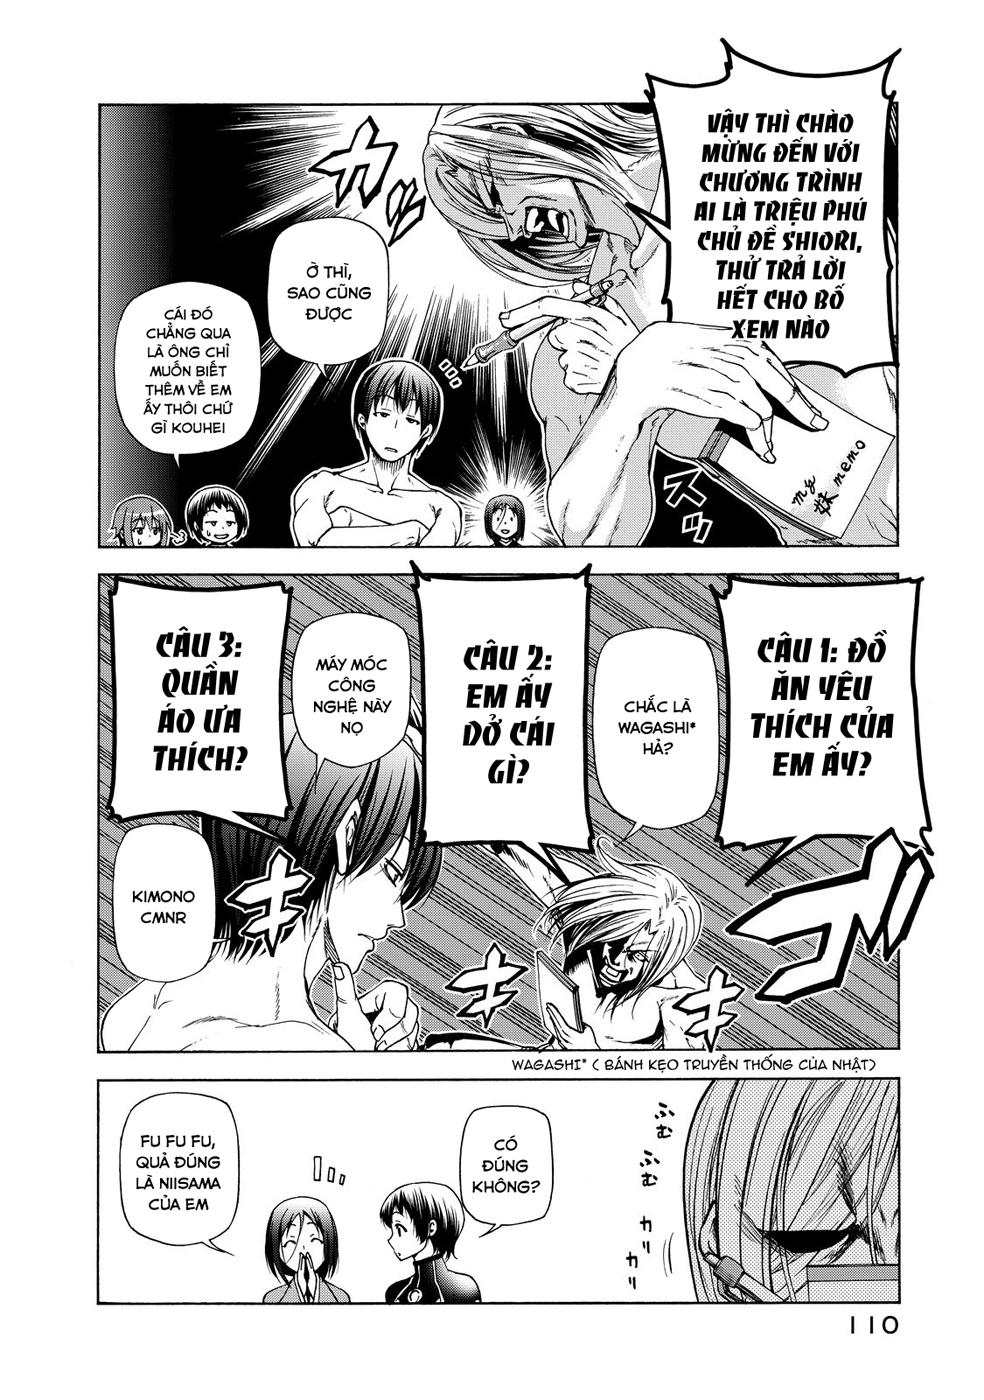 VẬY THÌ CHÀO
MỪNG ĐẾN VỚI
CHƯƠNG TRÌNH
AI LÀ TRIỆU PHÚ
CHỦ ĐỀ SHIORI,
THỬ TRẢ LỜI
HẾT CHO BỐ
XEM NÀO
カッ
Ở THÌ,
SAO CŨNG
ĐƯỢC
CÁI ĐÓ
CHẲNG QUA
LÀ ÔNG CHỈ
MUỐN BIẾT
THÊM VỀ EM
ẤY THÔI CHỨ
GÌ KOUHEI
my
妹 memo
スッ
CÂU 1: ĐỒ
ĂN YÊU
THÍCH CỦA
EM ẤY?
CHẮC LÀ
WAGASHI*
HẢ?
CÂU 2:
EM ẤY
DỞ CÁI
GÌ?
MÁY MÓC
CÔNG
NGHỆ NÀY
NỌ
CÂU 3:
QUẦN
ÁO ƯA
THÍCH?
KIMONO
CMNR
WAGASHI* ( BÁNH KẸO TRUYỀN THỐNG CỦA NHẬT)
ふむ
ふむ
カリ
カリ
CÓ
ĐÚNG
KHÔNG?
FU FU FU,
QUẢ ĐÚNG
LÀ NIISAMA
CỦA EM
110